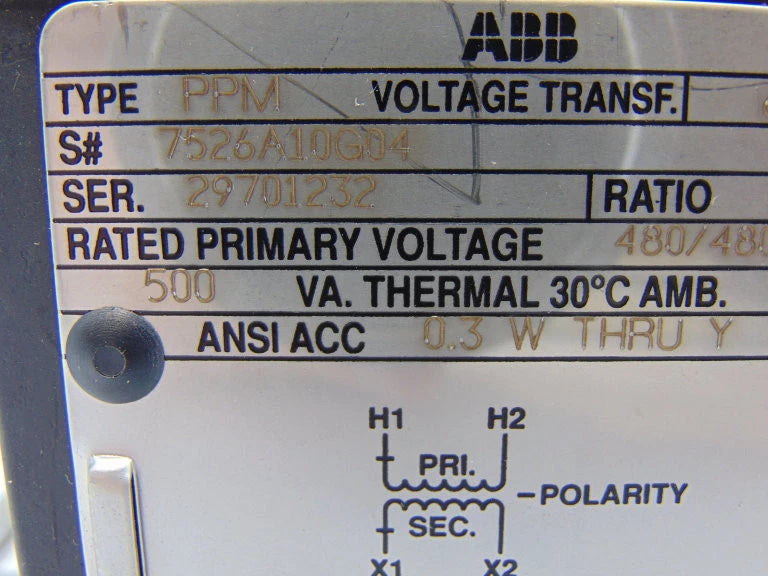 ABB
TYPE PPM VOLTAGE TRANSF.
S# 7526A10G04
SER. 29701232 RATIO
RATED PRIMARY VOLTAGE 480/480
500 VA. THERMAL 30°C AMB.
ANSI ACC 0.3 W THRU Y
H1 H2
PRI.
-POLARITY
SEC.
X1 X2